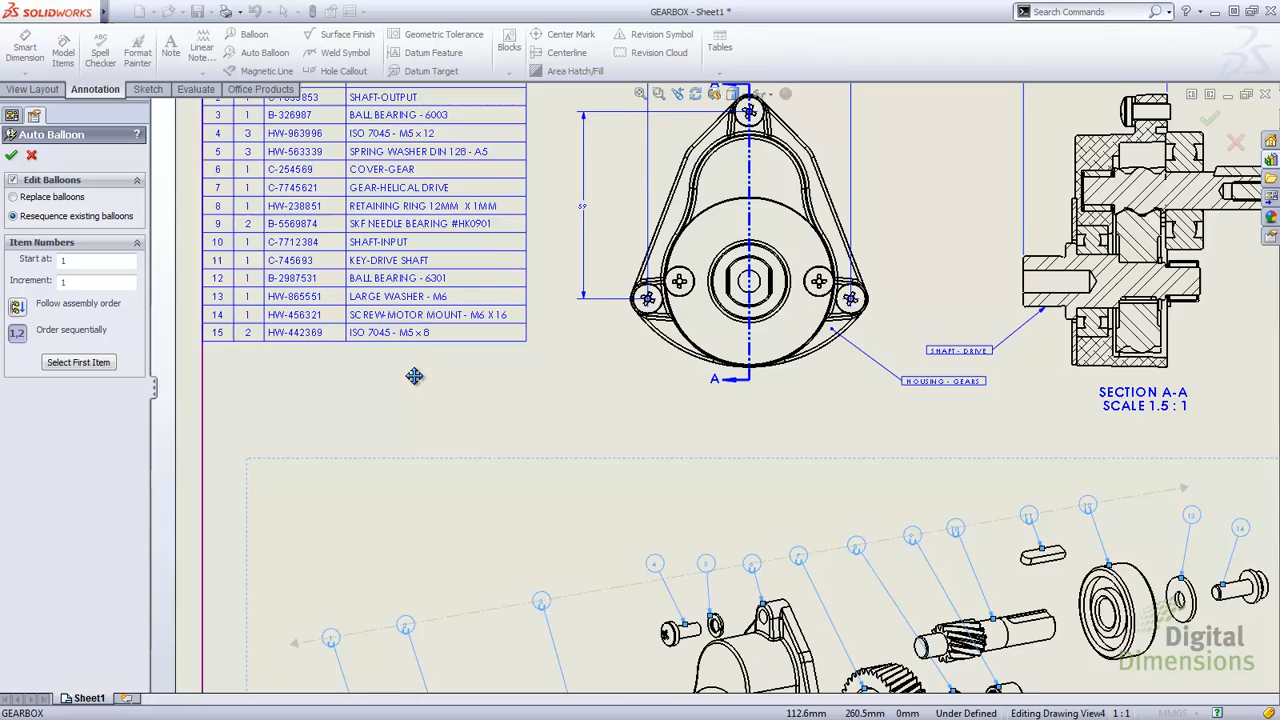 SOLIDWORKS
GEARBOX - Sheet1 *
Search Commands
Smart Dimension
Model Items
Spell Checker
Format Painter
Note
Linear Note...
Balloon
Auto Balloon
Magnetic Line
Surface Finish
Weld Symbol
Hole Callout
Geometric Tolerance
Datum Feature
Datum Target
Blocks
Center Mark
Centerline
Area Hatch/Fill
Revision Symbol
Revision Cloud
Tables
View Layout
Annotation
Sketch
Evaluate
Office Products
Auto Balloon
Edit Balloons
Replace balloons
Resequence existing balloons
Item Numbers
Start at: 1
Increment: 1
Follow assembly order
1,2 Order sequentially
Select First Item
SHAFT-OUTPUT
3 1 B-326987 BALL BEARING - 6003
4 3 HW-963996 ISO 7045 - M5 x 12
5 3 HW-563339 SPRING WASHER DIN 128 - A5
6 1 C-254569 COVER-GEAR
7 1 C-7745621 GEAR-HELICAL DRIVE
8 1 HW-238851 RETAINING RING 12MM X 1MM
9 2 B-5569874 SKF NEEDLE BEARING #HK0901
10 1 C-7712384 SHAFT-INPUT
11 1 C-745693 KEY-DRIVE SHAFT
12 1 B-2987531 BALL BEARING - 6301
13 1 HW-865551 LARGE WASHER - M6
14 1 HW-456321 SCREW-MOTOR MOUNT - M6 X 16
15 2 HW-442369 ISO 7045 - M5 x 8
A
SHAFT - DRIVE
HOUSING - GEARS
SECTION A-A
SCALE 1.5 : 1
4
5
11
13
14
Digital
Dimensions
Sheet1
GEARBOX
112.6mm 260.5mm 0mm Under Defined Editing Drawing View4 1 : 1 MMGS